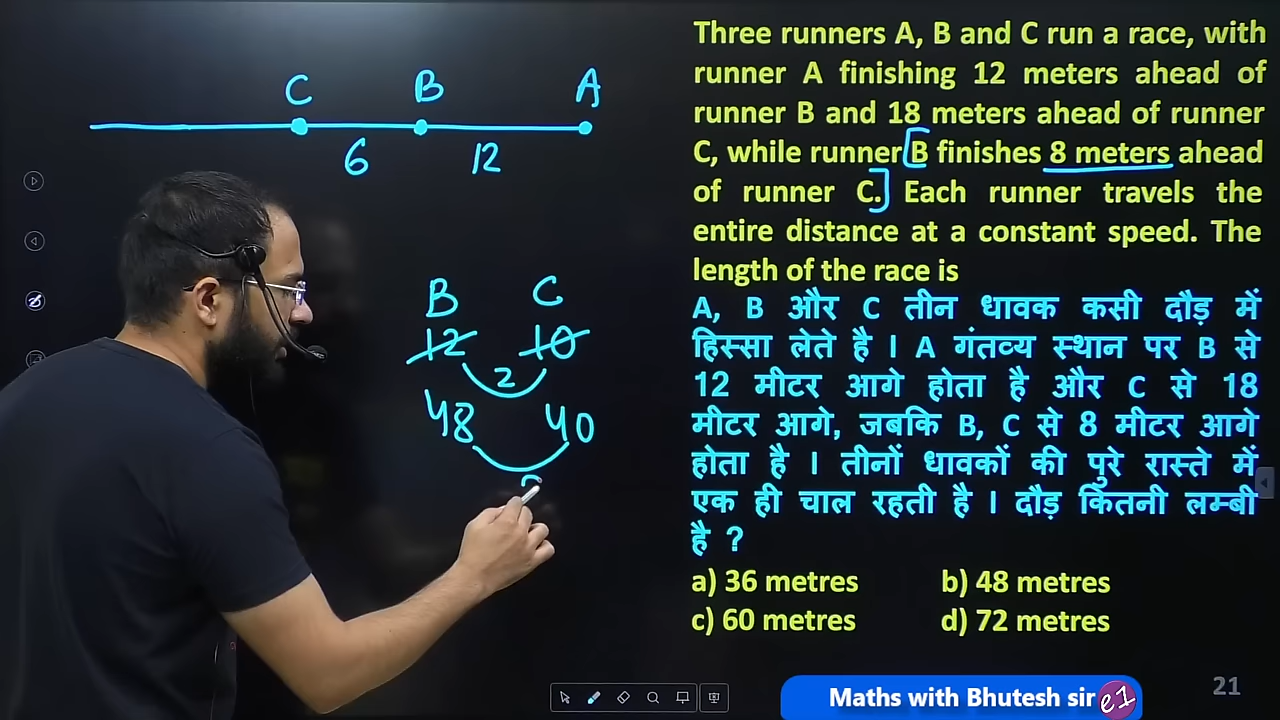 C B A
6 12
B C
12 10
2
48 40
Three runners A, B and C run a race, with
runner A finishing 12 meters ahead of
runner B and 18 meters ahead of runner
C, while runner B finishes 8 meters ahead
of runner C. Each runner travels the
entire distance at a constant speed. The
length of the race is
A, B और C तीन धावक कसी दौड़ में
हिस्सा लेते है । A गंतव्य स्थान पर B से
12 मीटर आगे होता है और C से 18
मीटर आगे, जबकि B, C से 8 मीटर आगे
होता है । तीनों धावकों की पुरे रास्ते में
एक ही चाल रहती है । दौड़ कितनी लम्बी
है ?
a) 36 metres b) 48 metres
c) 60 metres d) 72 metres
Maths with Bhutesh sir e1
21